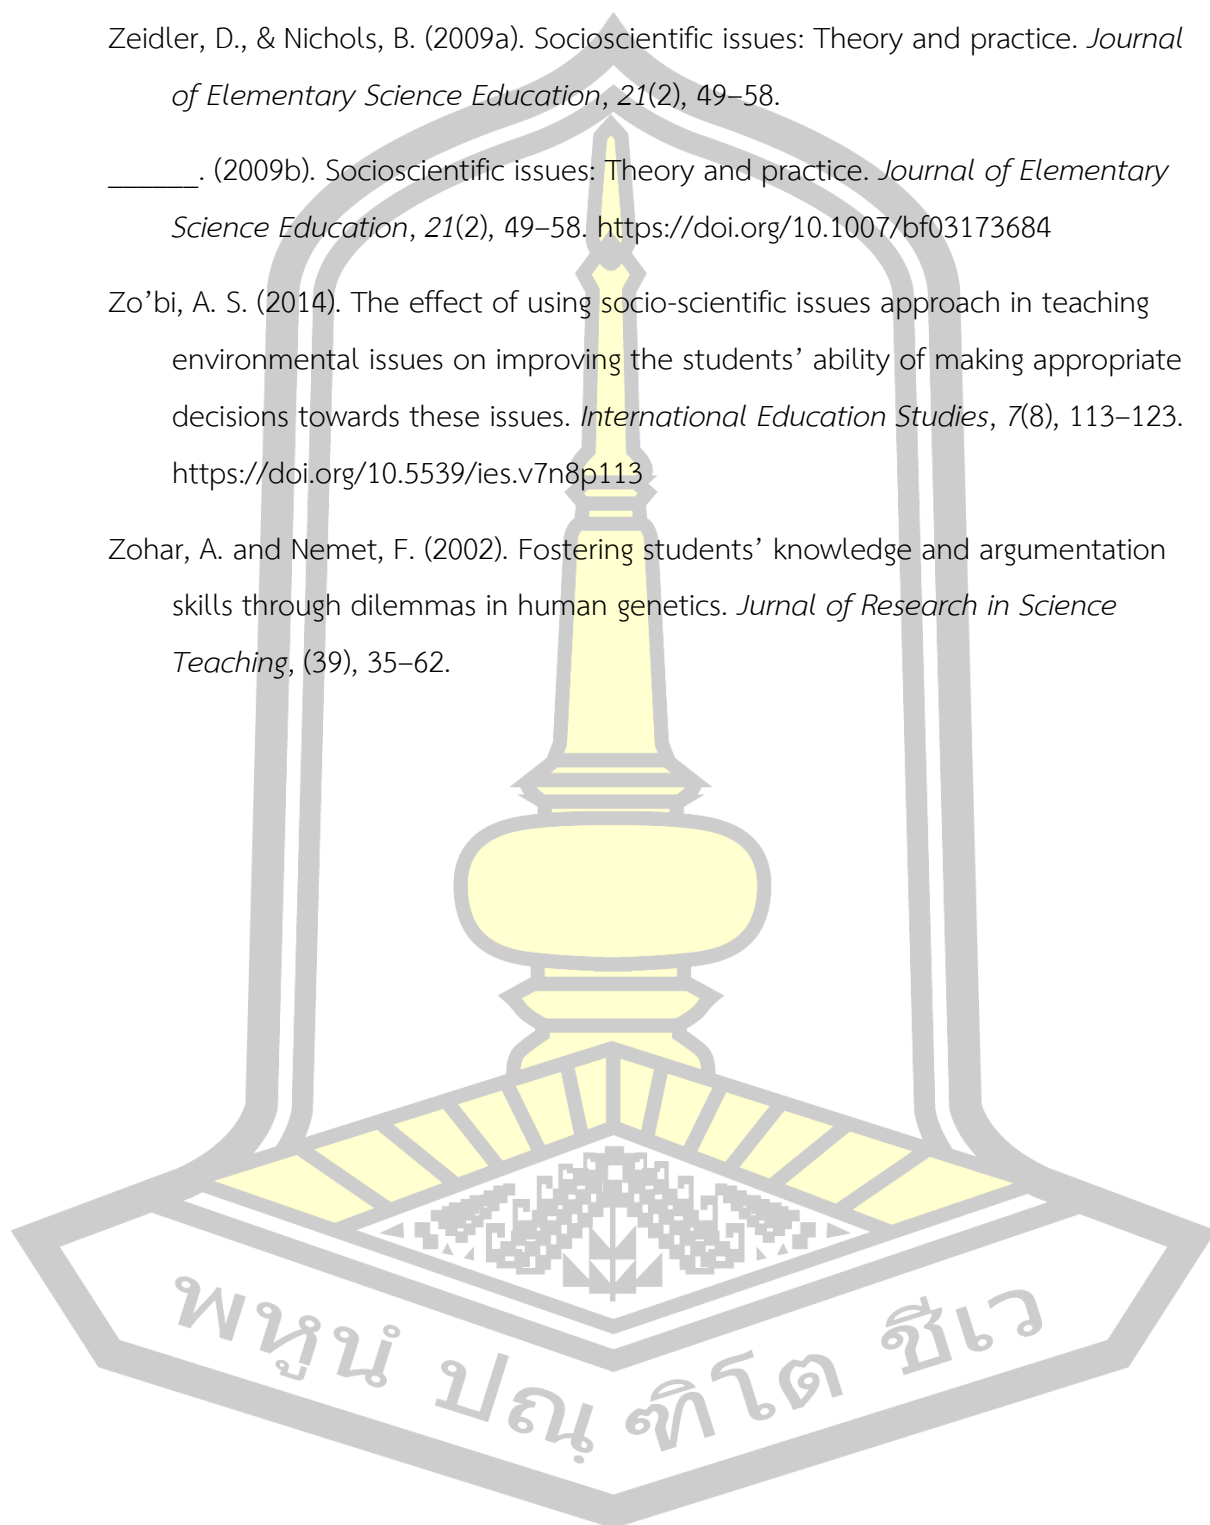 Zeidler, D., & Nichols, B. (2009a). Socioscientific issues: Theory and practice. Journal
of Elementary Science Education, 21(2), 49–58.
______. (2009b). Socioscientific issues: Theory and practice. Journal of Elementary
Science Education, 21(2), 49–58. https://doi.org/10.1007/bf03173684
Zo’bi, A. S. (2014). The effect of using socio-scientific issues approach in teaching
environmental issues on improving the students’ ability of making appropriate
decisions towards these issues. International Education Studies, 7(8), 113–123.
https://doi.org/10.5539/ies.v7n8p113
Zohar, A. and Nemet, F. (2002). Fostering students’ knowledge and argumentation
skills through dilemmas in human genetics. Jurnal of Research in Science
Teaching, (39), 35–62.
พหูนํ ปณฺ ฑิโต ชีเว